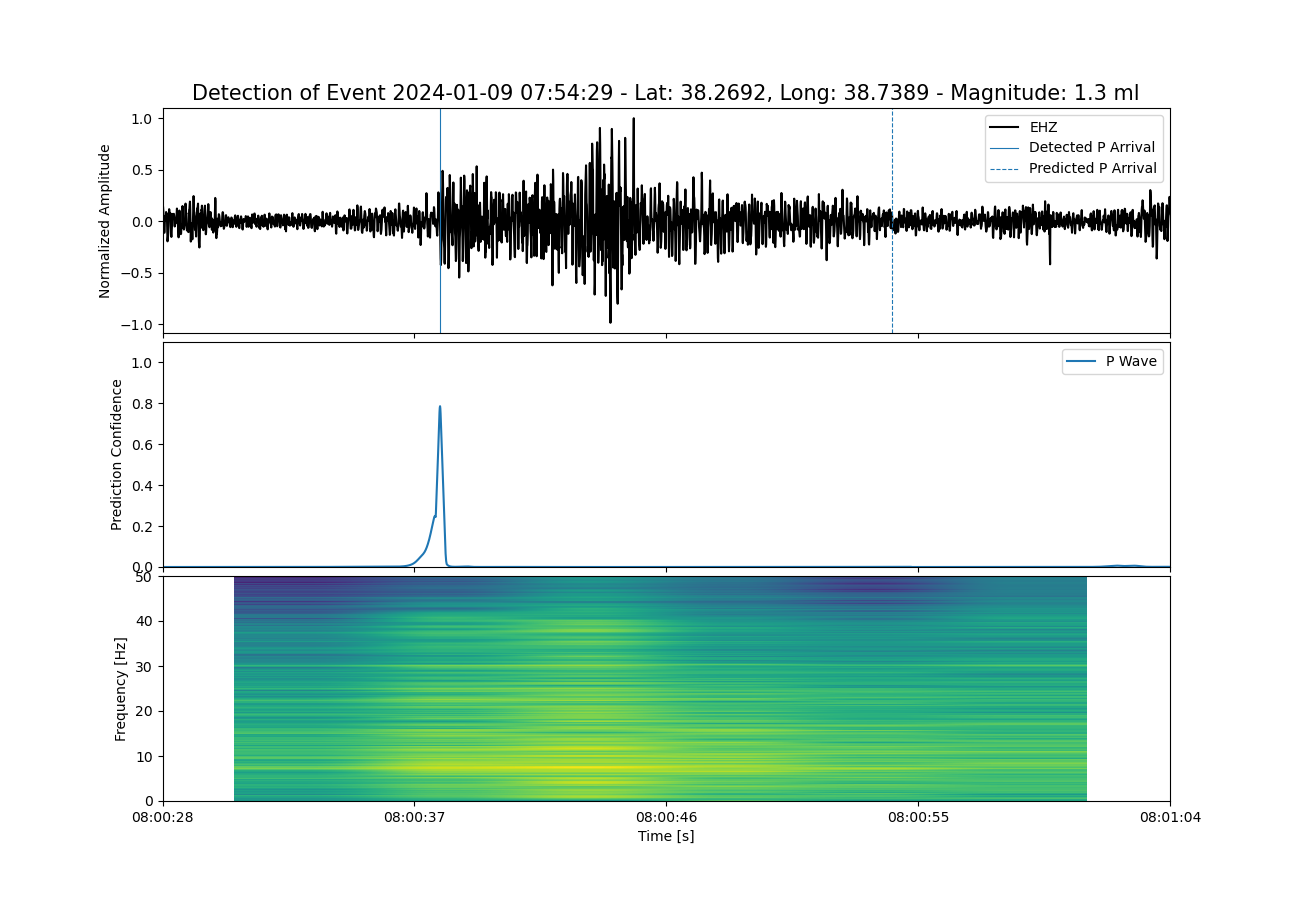 Detection of Event 2024-01-09 07:54:29 - Lat: 38.2692, Long: 38.7389 - Magnitude: 1.3 ml
1.0
0.5
0.0
−0.5
−1.0
Normalized Amplitude
EHZ
Detected P Arrival
Predicted P Arrival
1.0
0.8
0.6
0.4
0.2
0.0
Prediction Confidence
P Wave
50
40
30
20
10
0
Frequency [Hz]
08:00:28 08:00:37 08:00:46 08:00:55 08:01:04
Time [s]